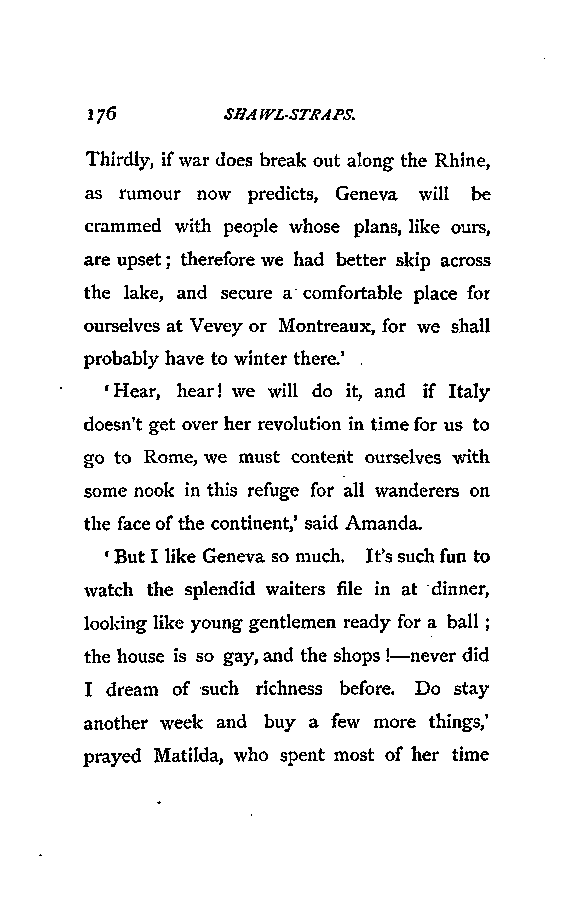 176 SHAWL-STRAPS.
Thirdly, if war does break out along the Rhine,
as rumour now predicts, Geneva will be
crammed with people whose plans, like ours,
are upset; therefore we had better skip across
the lake, and secure a comfortable place for
ourselves at Vevey or Montreaux, for we shall
probably have to winter there.'
'Hear, hear! we will do it, and if Italy
doesn't get over her revolution in time for us to
go to Rome, we must content ourselves with
some nook in this refuge for all wanderers on
the face of the continent,' said Amanda.
'But I like Geneva so much. It's such fun to
watch the splendid waiters file in at dinner,
looking like young gentlemen ready for a ball;
the house is so gay, and the shops!—never did
I dream of such richness before. Do stay
another week and buy a few more things,'
prayed Matilda, who spent most of her time